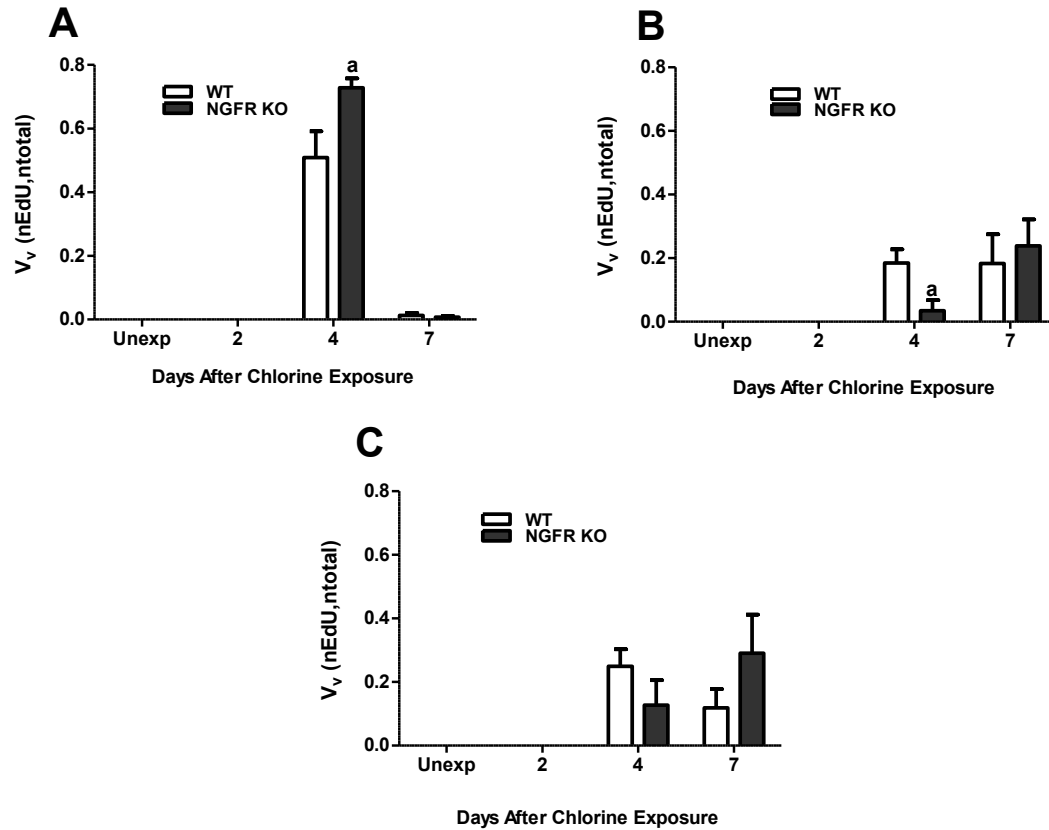 A
0.8
0.6
0.4
0.2
0.0
Vv (nEdU,ntotal)
WT
NGFR KO
a
Unexp 2 4 7
Days After Chlorine Exposure
B
0.8
0.6
0.4
0.2
0.0
Vv (nEdU,ntotal)
WT
NGFR KO
a
Unexp 2 4 7
Days After Chlorine Exposure
C
0.8
0.6
0.4
0.2
0.0
Vv (nEdU,ntotal)
WT
NGFR KO
Unexp 2 4 7
Days After Chlorine Exposure